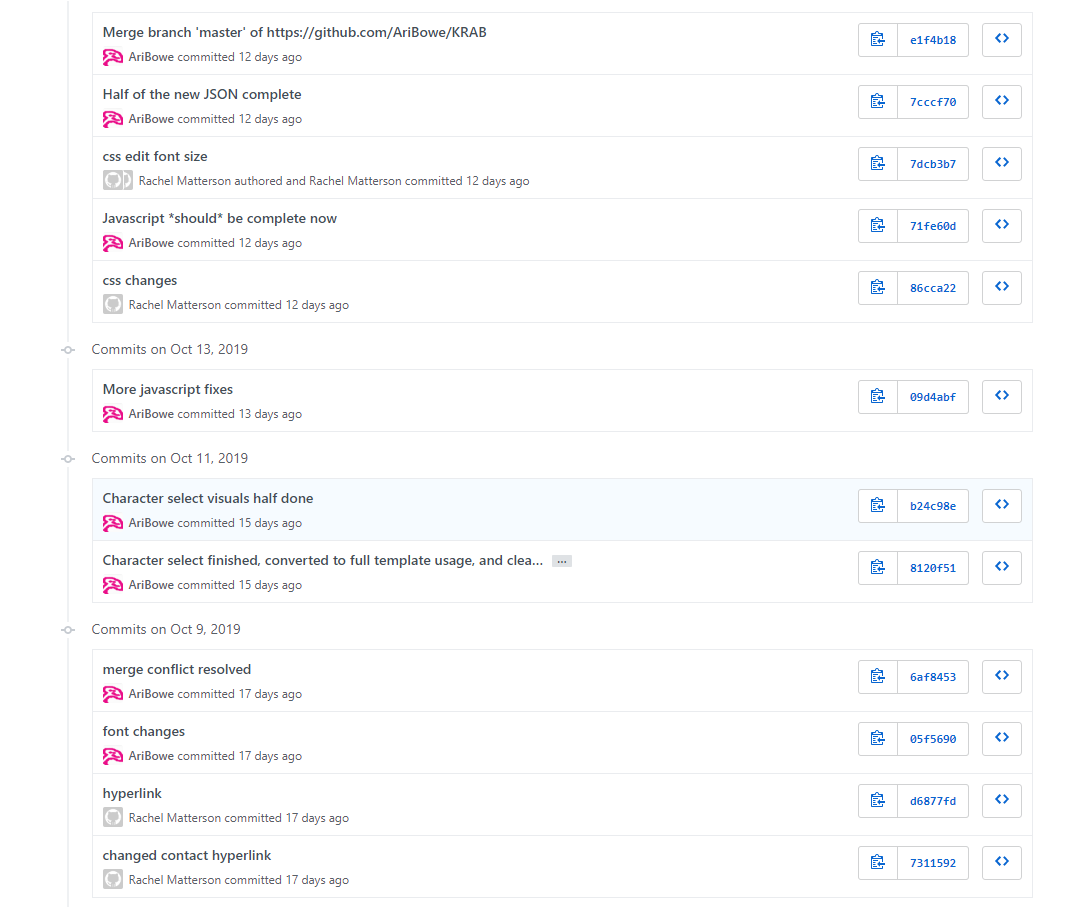 Merge branch 'master' of https://github.com/AriBowe/KRAB
e1f4b18
AriBowe committed 12 days ago
Half of the new JSON complete
7cccf70
AriBowe committed 12 days ago
css edit font size
7dcb3b7
Rachel Matterson authored and Rachel Matterson committed 12 days ago
Javascript *should* be complete now
71fe60d
AriBowe committed 12 days ago
css changes
86cca22
Rachel Matterson committed 12 days ago
Commits on Oct 13, 2019
More javascript fixes
09d4abf
AriBowe committed 13 days ago
Commits on Oct 11, 2019
Character select visuals half done
b24c98e
AriBowe committed 15 days ago
Character select finished, converted to full template usage, and clea... …
8120f51
AriBowe committed 15 days ago
Commits on Oct 9, 2019
merge conflict resolved
6af8453
AriBowe committed 17 days ago
font changes
05f5690
AriBowe committed 17 days ago
hyperlink
d6877fd
Rachel Matterson committed 17 days ago
changed contact hyperlink
7311592
Rachel Matterson committed 17 days ago